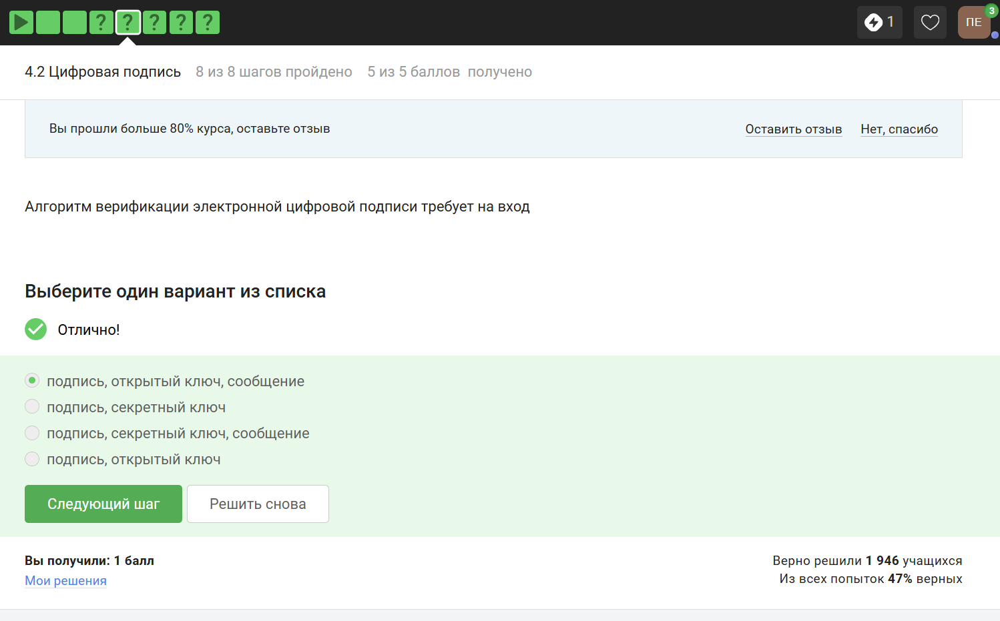 ? ? ? ? ?
1
ПЕ
3
4.2 Цифровая подпись 8 из 8 шагов пройдено 5 из 5 баллов получено
Вы прошли больше 80% курса, оставьте отзыв
Оставить отзыв Нет, спасибо
Алгоритм верификации электронной цифровой подписи требует на вход
Выберите один вариант из списка
Отлично!
подпись, открытый ключ, сообщение
подпись, секретный ключ
подпись, секретный ключ, сообщение
подпись, открытый ключ
Следующий шаг Решить снова
Вы получили: 1 балл
Мои решения
Верно решили 1 946 учащихся
Из всех попыток 47% верных